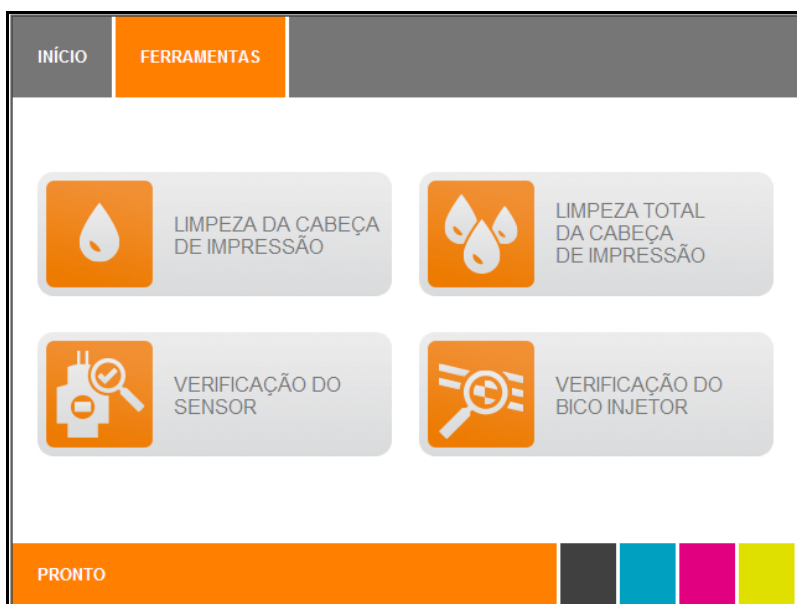 INÍCIO
FERRAMENTAS
LIMPEZA DA CABEÇA
DE IMPRESSÃO
LIMPEZA TOTAL
DA CABEÇA
DE IMPRESSÃO
VERIFICAÇÃO DO
SENSOR
VERIFICAÇÃO DO
BICO INJETOR
PRONTO